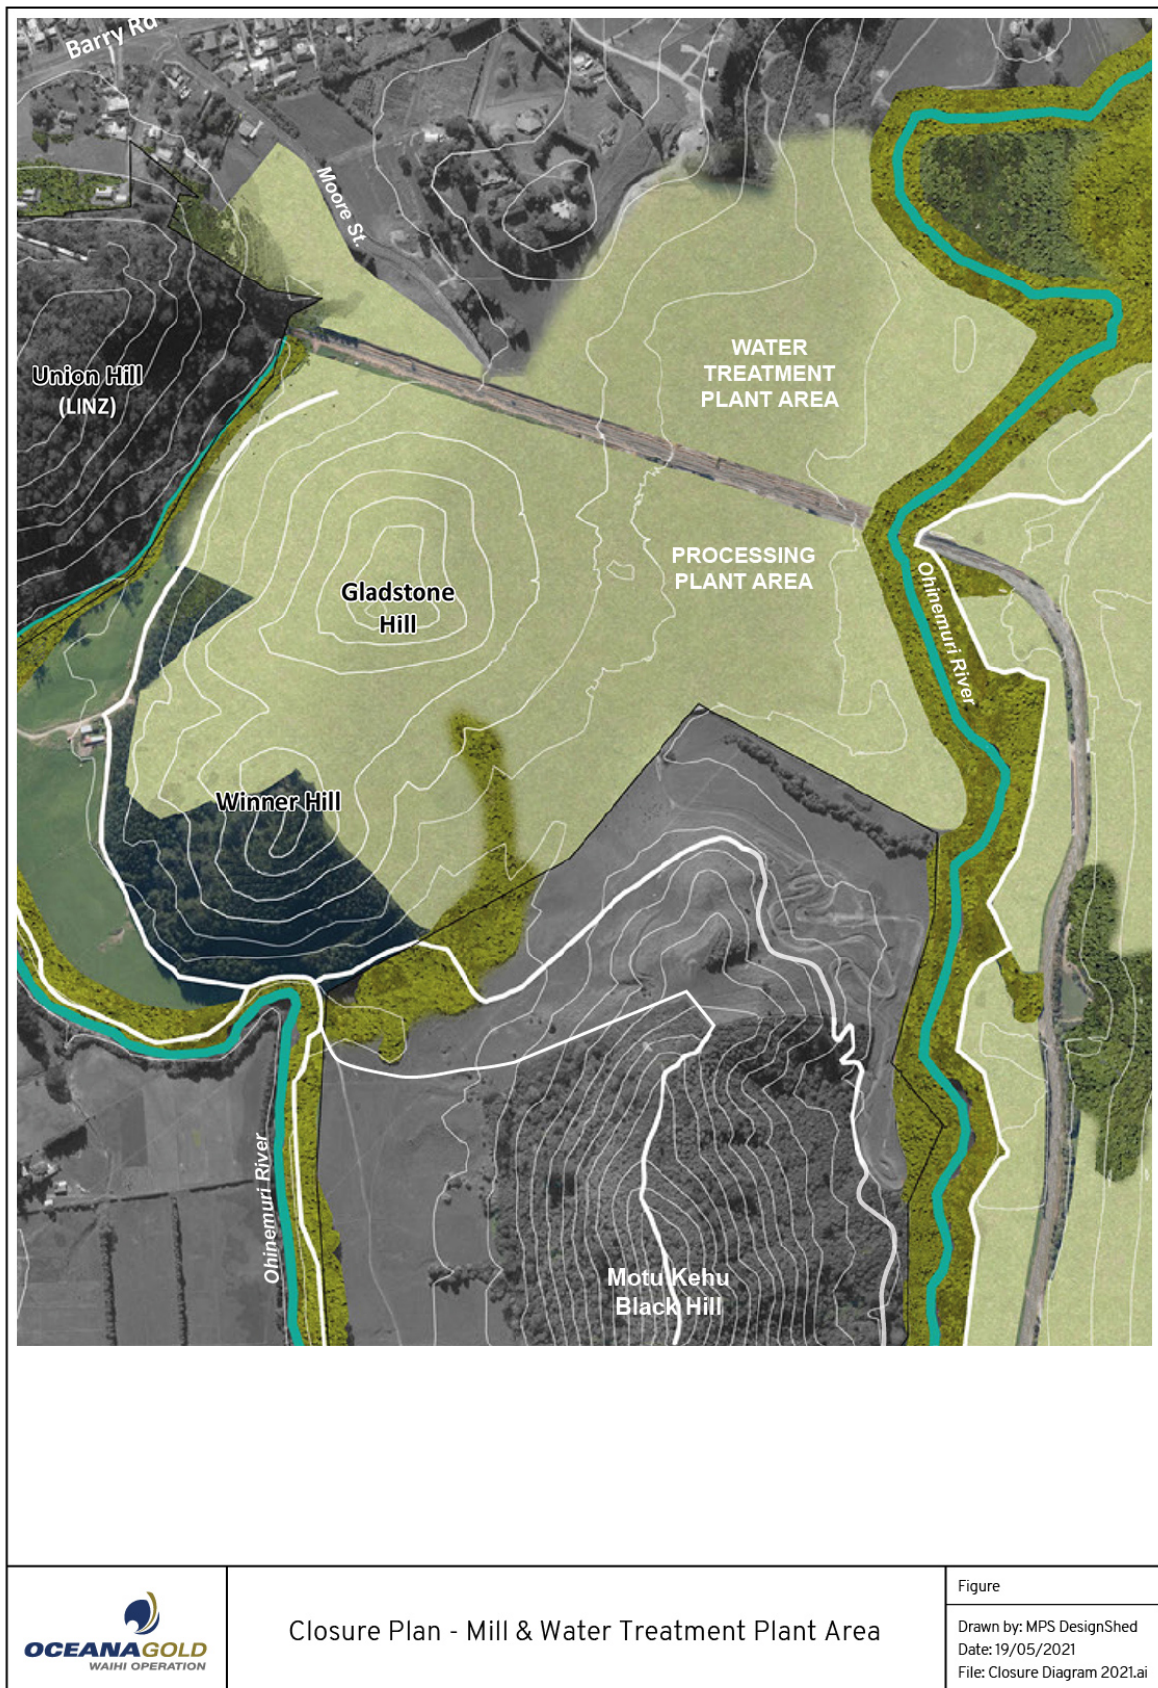 Barry Rd
Moore St.
Union Hill
(LINZ)
WATER
TREATMENT
PLANT AREA
PROCESSING
PLANT AREA
Gladstone
Hill
Ohinemuri River
Winner Hill
Ohinemuri River
Motu Kehu
Black Hill
OCEANAGOLD
WAIHI OPERATION
Closure Plan - Mill & Water Treatment Plant Area
Figure
Drawn by: MPS DesignShed
Date: 19/05/2021
File: Closure Diagram 2021.ai